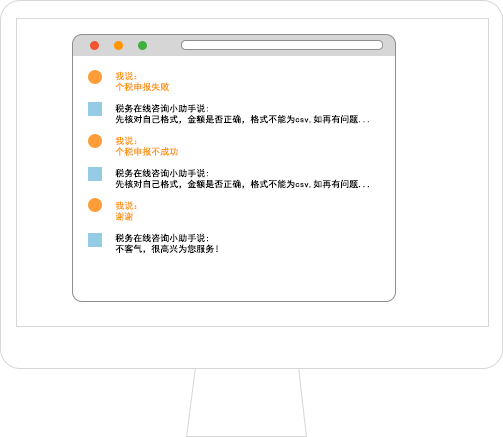 我说:
个税申报失败
税务在线咨询小助手说:
先核对自己格式，金额是否正确，格式不能为csv,如再有问题...
我说:
个税申报不成功
税务在线咨询小助手说:
先核对自己格式，金额是否正确，格式不能为csv,如再有问题...
我说:
谢谢
税务在线咨询小助手说:
不客气，很高兴为您服务!